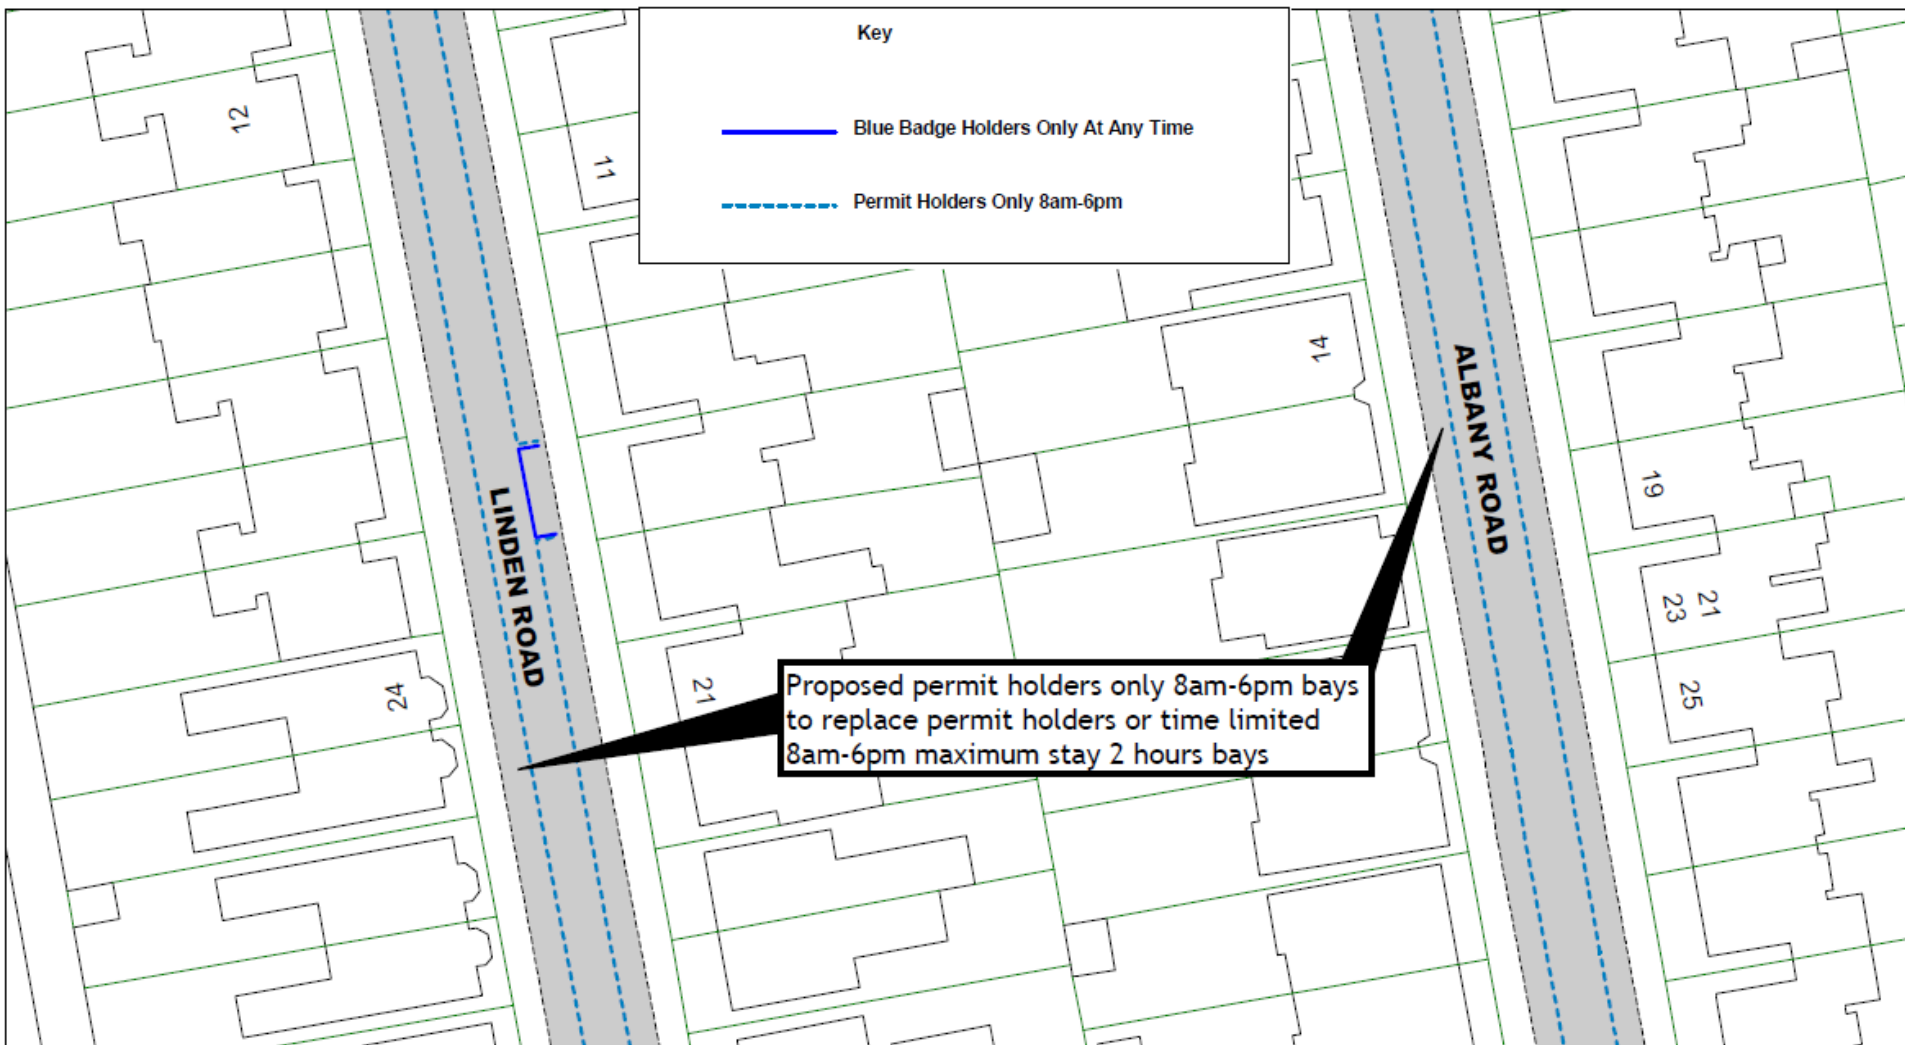 Key
Blue Badge Holders Only At Any Time
Permit Holders Only 8am-6pm
12
11
14
ALBANY ROAD
LINDEN ROAD
19
21
23
25
24
21
Proposed permit holders only 8am-6pm bays
to replace permit holders or time limited
8am-6pm maximum stay 2 hours bays